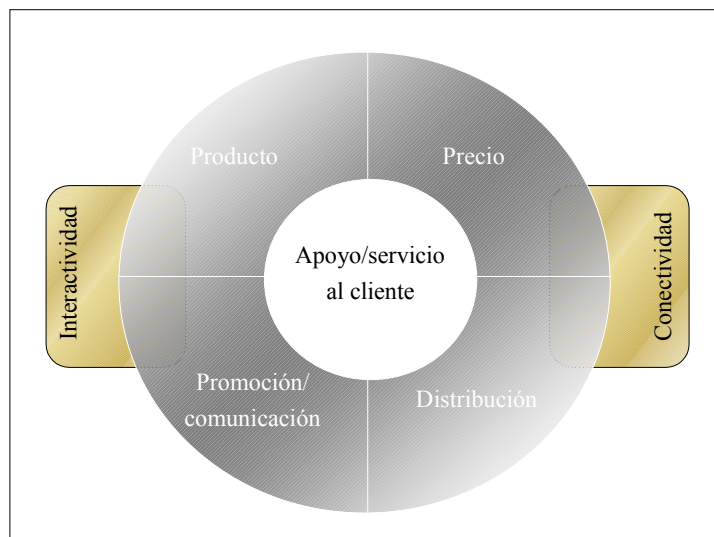 Producto
Precio
Interactividad
Apoyo/servicio
al cliente
Conectividad
Promoción/
comunicación
Distribución